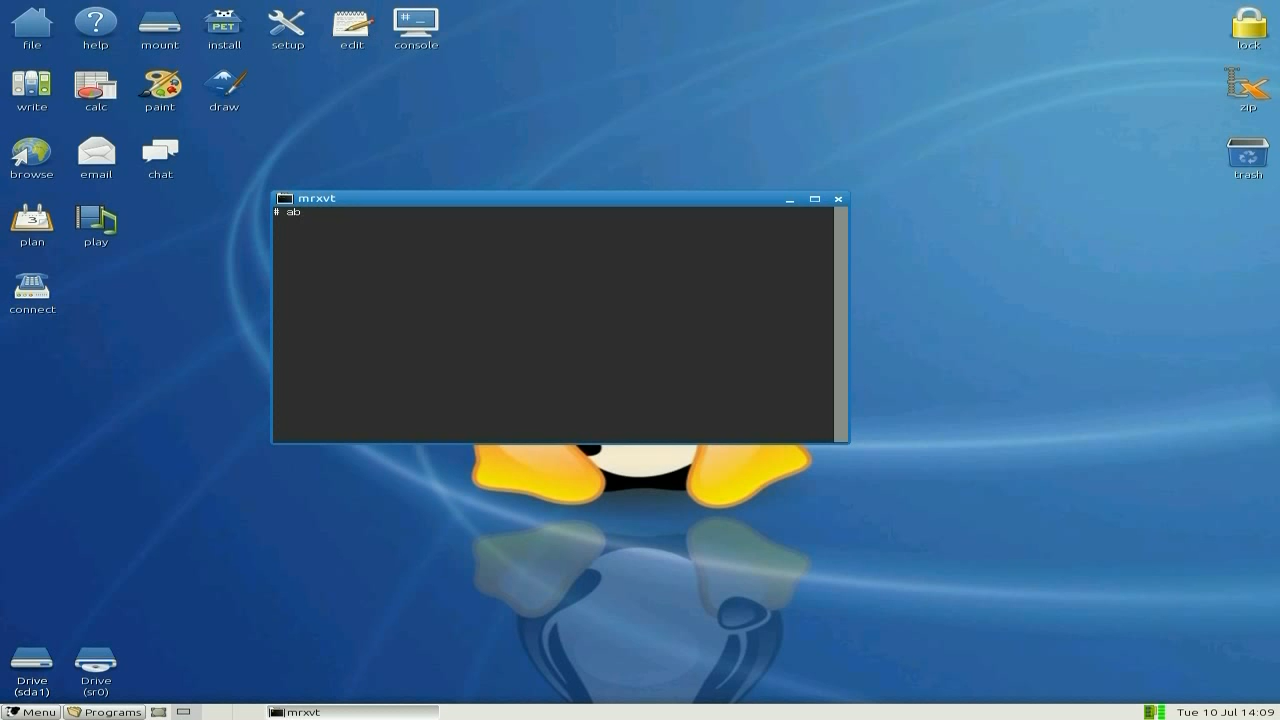 file help mount install setup edit console lock
PET
# _
write calc paint draw zip
browse email chat trash
3
plan play
connect
mrxvt
# ab
Drive Drive
(sda1) (sr0)
Menu Programs mrxvt Tue 10 Jul 14:09